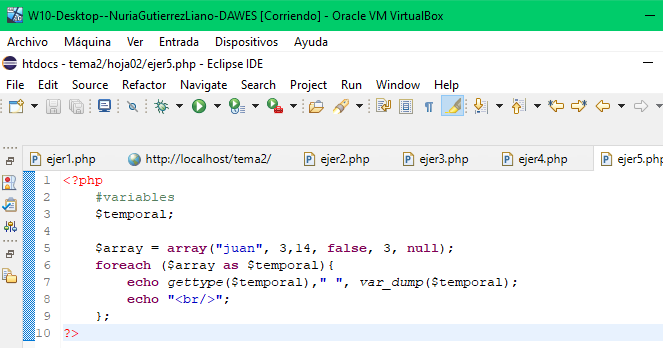 W10-Desktop--NuriaGutierrezLiano-DAWES [Corriendo] - Oracle VM VirtualBox
Archivo Máquina Ver Entrada Dispositivos Ayuda
htdocs - tema2/hoja02/ejer5.php - Eclipse IDE
File Edit Source Refactor Navigate Search Project Run Window Help
ejer1.php http://localhost/tema2/ ejer2.php ejer3.php ejer4.php ejer5.php
1 <?php
2 #variables
3 $temporal;
4
5 $array = array("juan", 3,14, false, 3, null);
6 foreach ($array as $temporal){
7 echo gettype($temporal)," ", var_dump($temporal);
8 echo "<br/>";
9 };
10 ?>